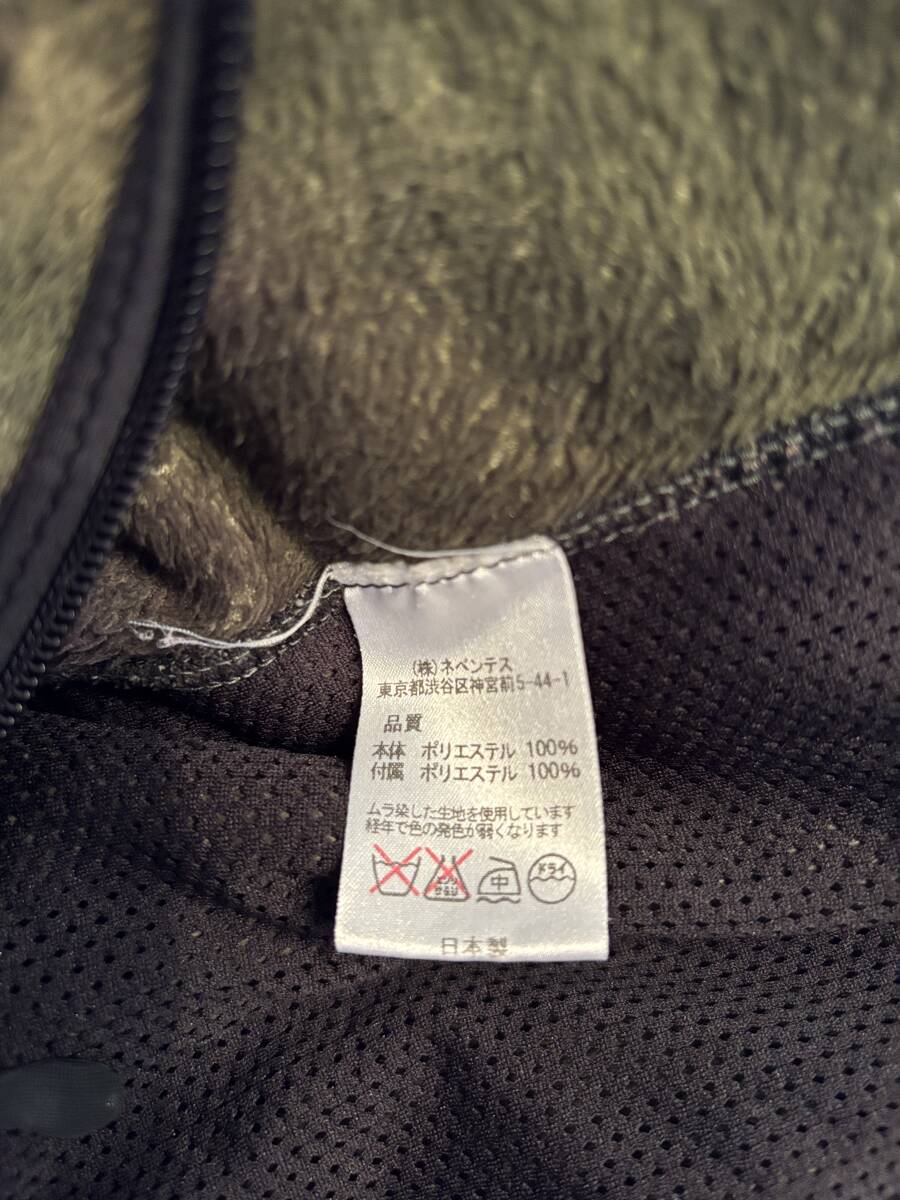 (株)ネペンテス
東京都渋谷区神宮前5-44-1
品質
本体 ポリエステル 100%
付属 ポリエステル 100%
ムラ染した生地を使用しています
経年で色の発色が弱くなります
中 ドライ
日本製